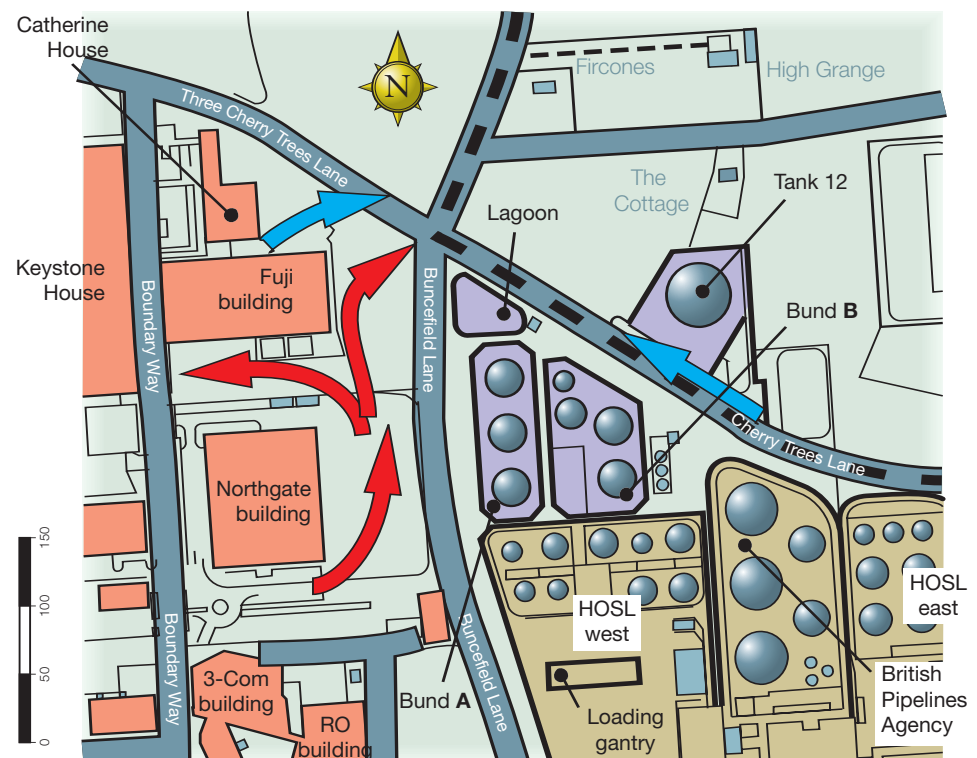 Catherine
House
Three Cherry Trees Lane
N
Fircones
High Grange
The
Cottage
Tank 12
Lagoon
Keystone
House
Fuji
building
Boundary Way
Buncefield Lane
Bund B
Cherry Trees Lane
Northgate
building
150
100
50
0
HOSL
west
HOSL
east
Boundary Way
Buncefield Lane
3-Com
building
RO
building
Bund A
Loading
gantry
British
Pipelines
Agency